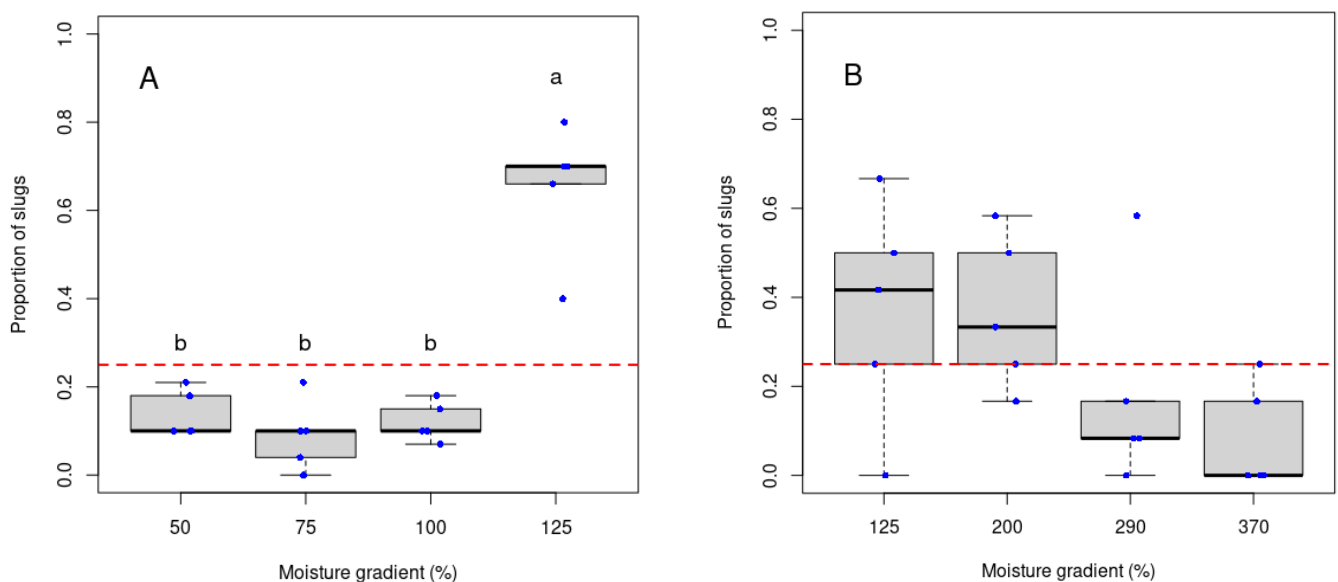 A
Proportion of slugs
1.0
0.8
0.6
0.4
0.2
0.0
a
b b b
50 75 100 125
Moisture gradient (%)
B
Proportion of slugs
1.0
0.8
0.6
0.4
0.2
0.0
125 200 290 370
Moisture gradient (%)